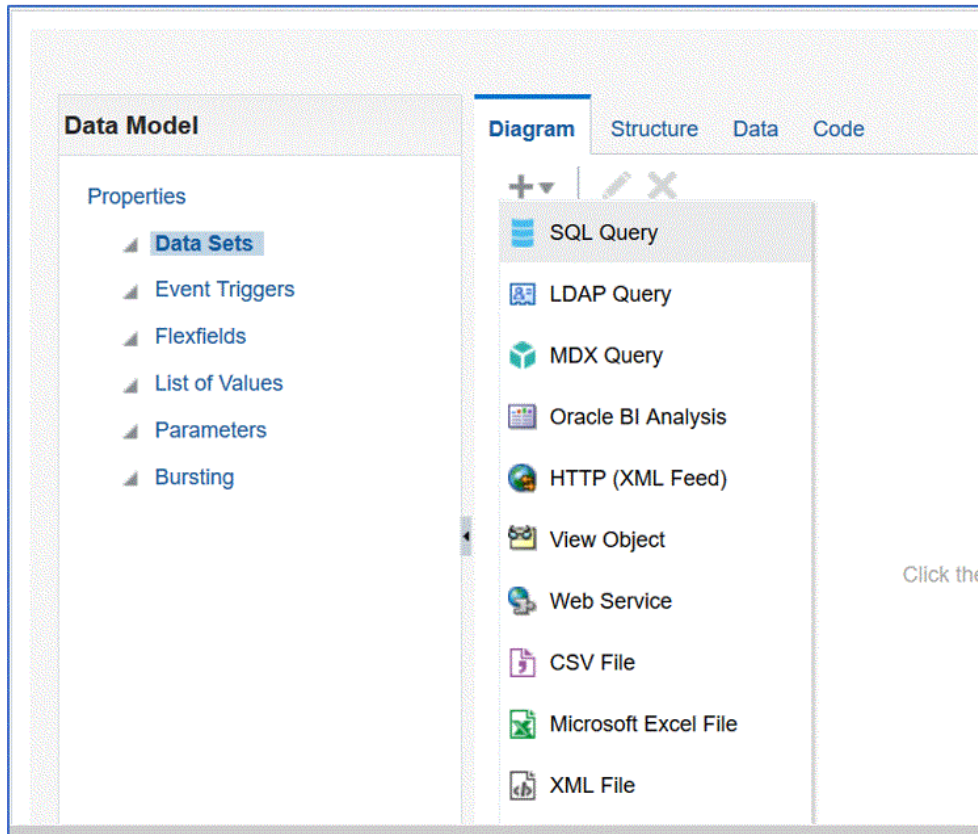 Data Model
Properties
Data Sets
Event Triggers
Flexfields
List of Values
Parameters
Bursting
Diagram Structure Data Code
SQL Query
LDAP Query
MDX Query
Oracle BI Analysis
HTTP (XML Feed)
View Object
Web Service
CSV File
Microsoft Excel File
XML File
Click the